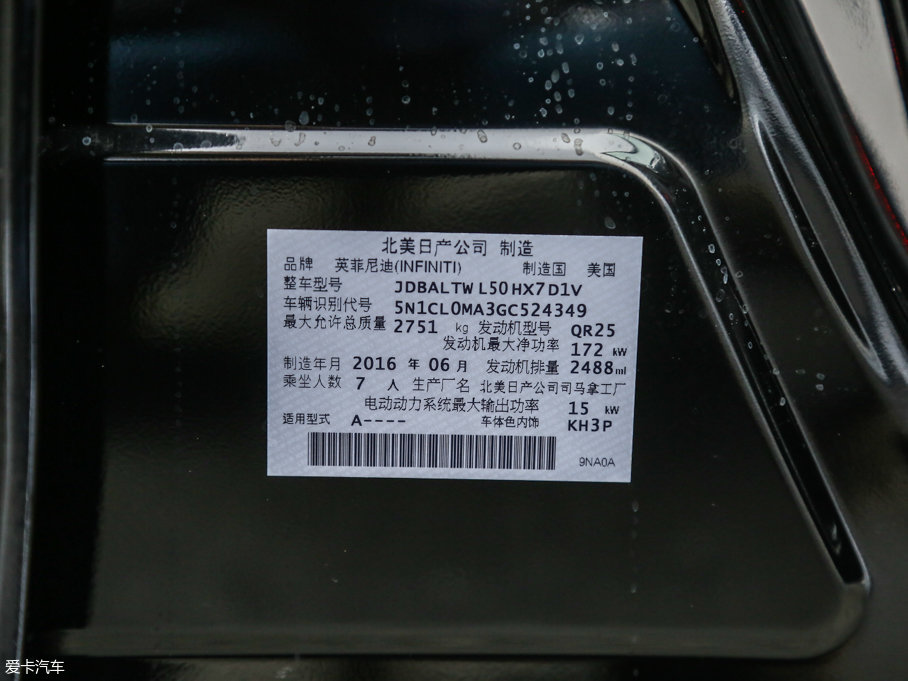 北美日产公司 制造
品牌 英菲尼迪(INFINITI) 制造国 美国
整车型号 JDBALTW L50HX7D1V
车辆识别代号 5N1CL0MA3GC524349
最大允许总质量 2751 kg 发动机型号 QR25
发动机最大净功率 172 kW
制造年月 2016 年 06 月 发动机排量 2488 ml
乘坐人数 7 人 生产厂名 北美日产公司司马拿工厂
电动动力系统最大输出功率 15 kW
适用型式 A---- 车体色内饰 KH3P
9NA0A
爱卡汽车